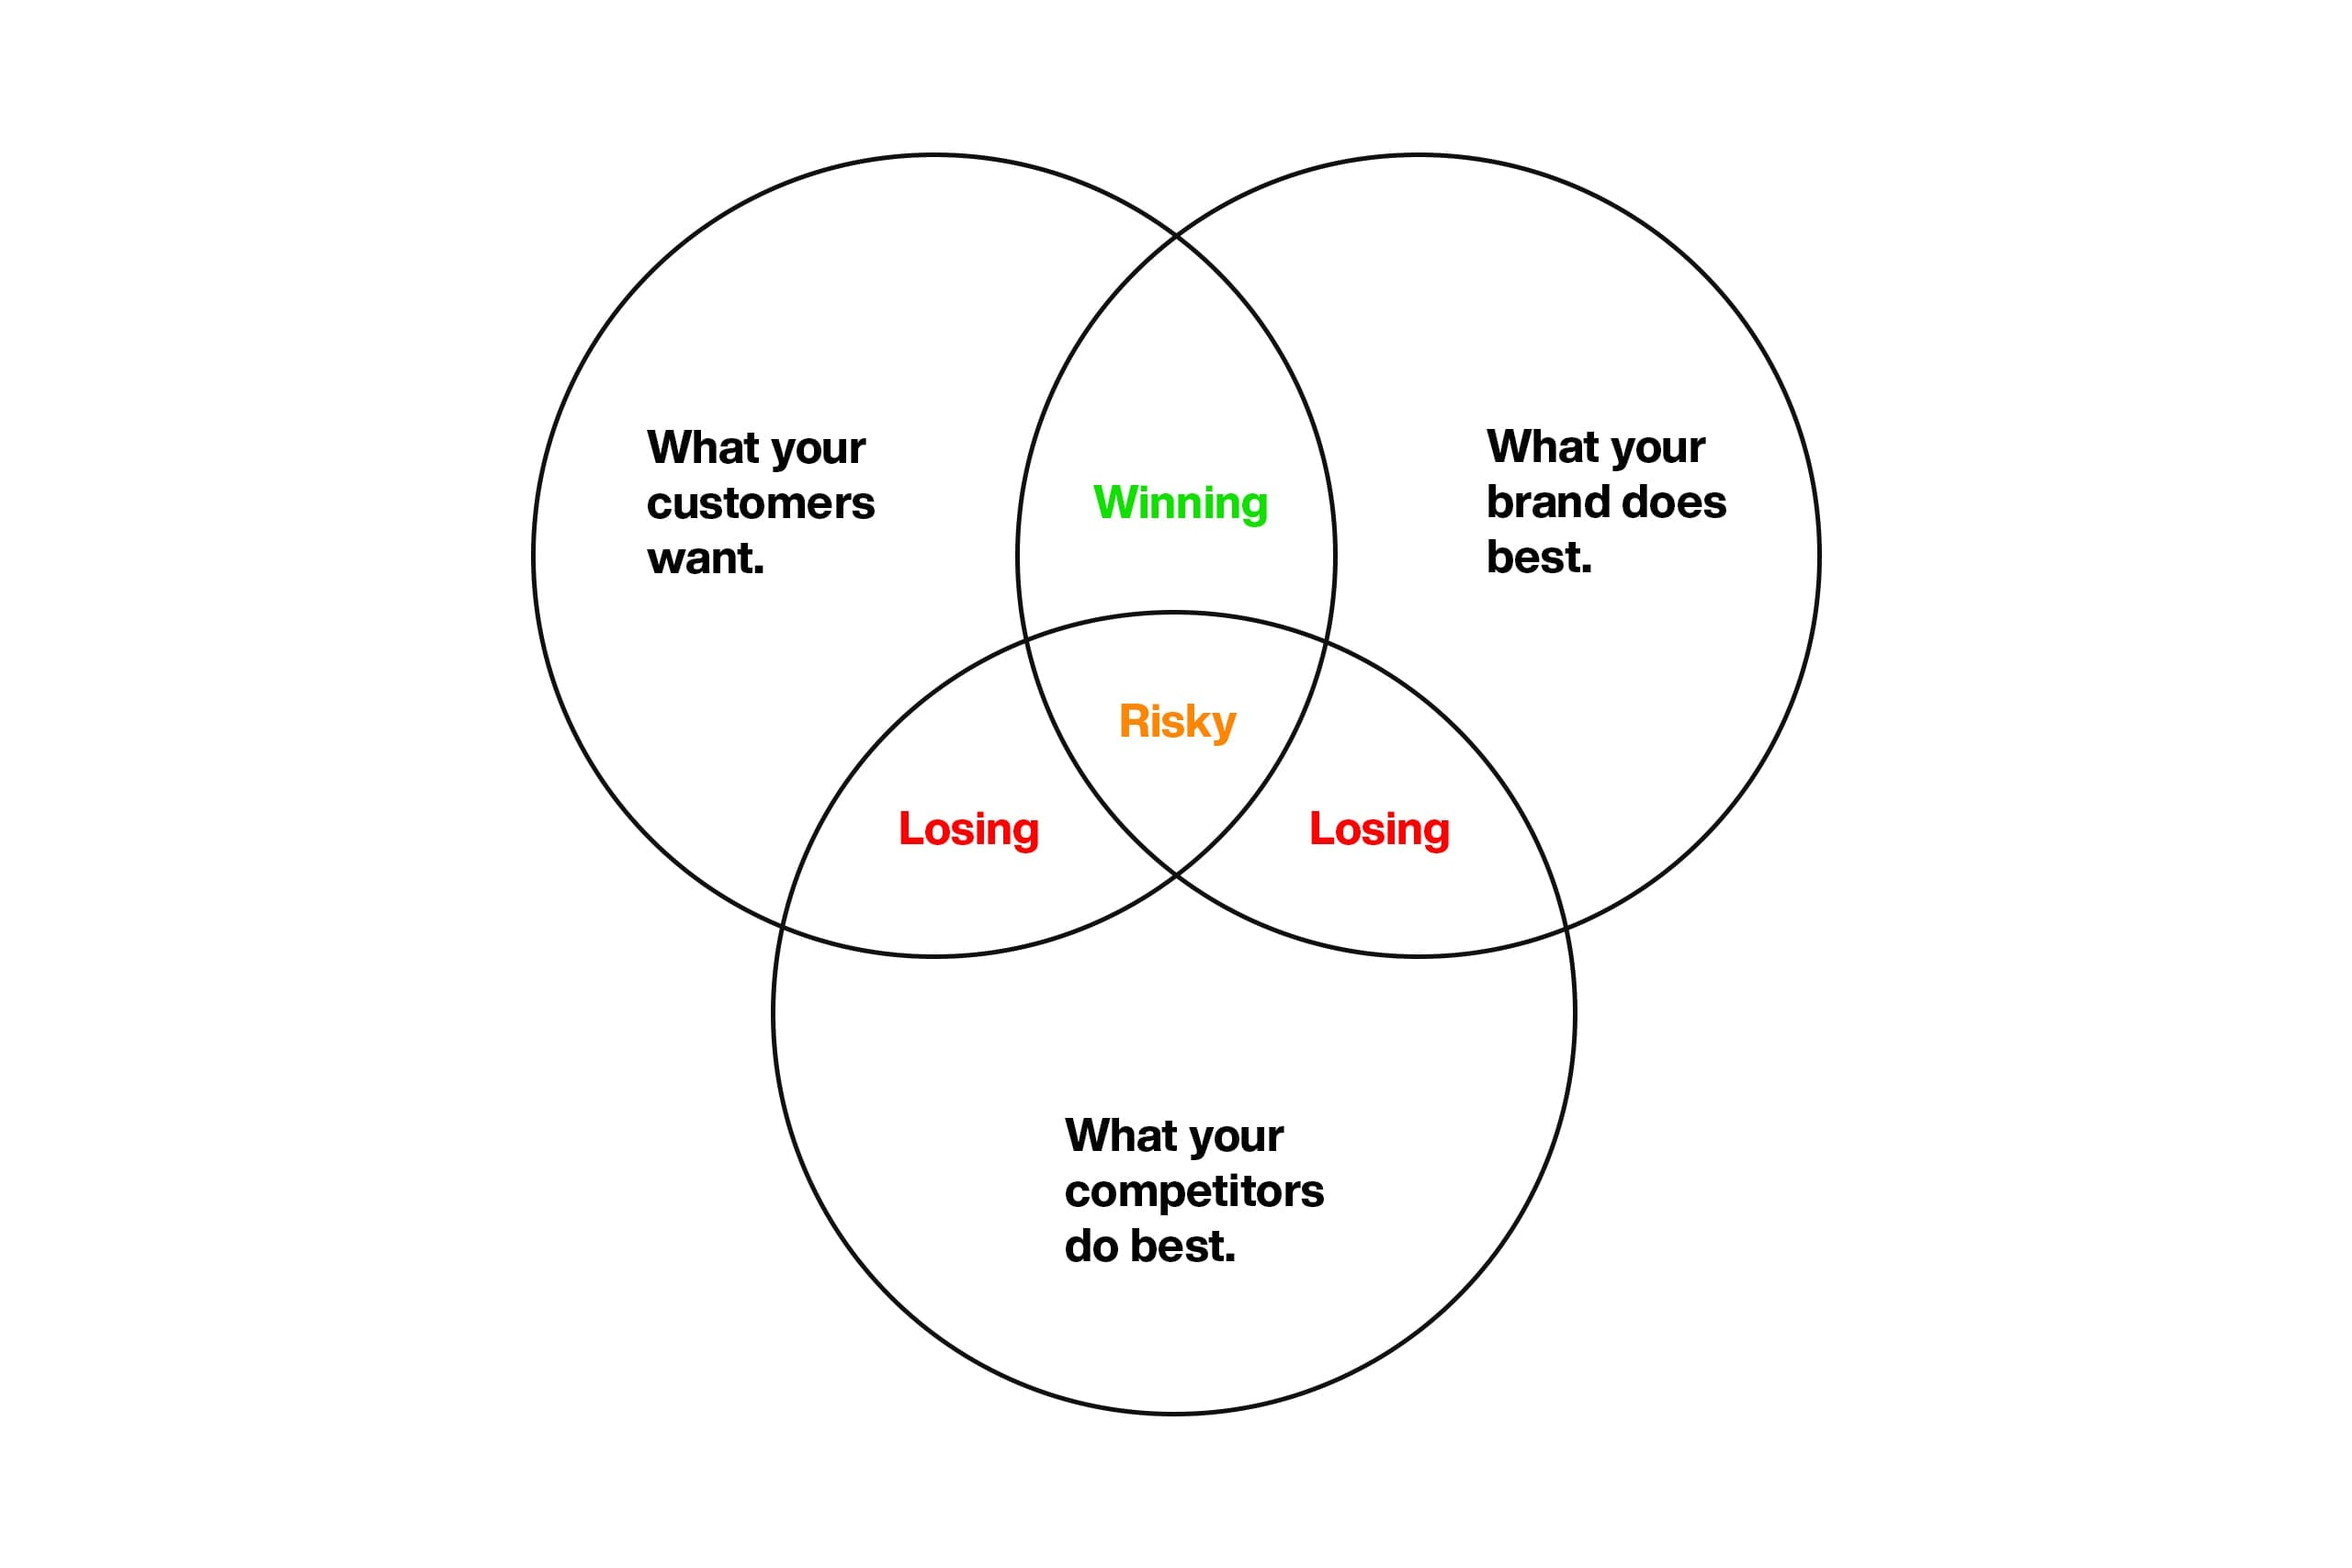 What your
customers
want.
Winning
What your
brand does
best.
Risky
Losing
Losing
What your
competitors
do best.